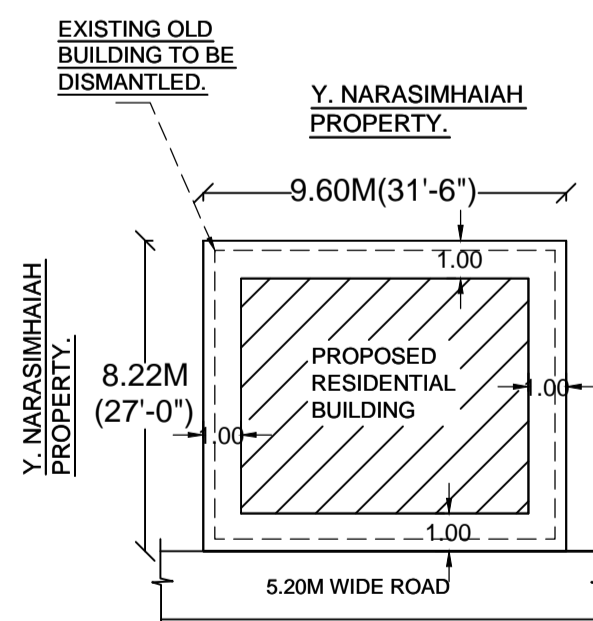 EXISTING OLD
BUILDING TO BE
DISMANTLED.
Y. NARASIMHAIAH
PROPERTY.
9.60M(31'-6")
1.00
Y. NARASIMHAIAH
PROPERTY.
8.22M
(27'-0")
PROPOSED
RESIDENTIAL
BUILDING
1.00
1.00
1.00
5.20M WIDE ROAD